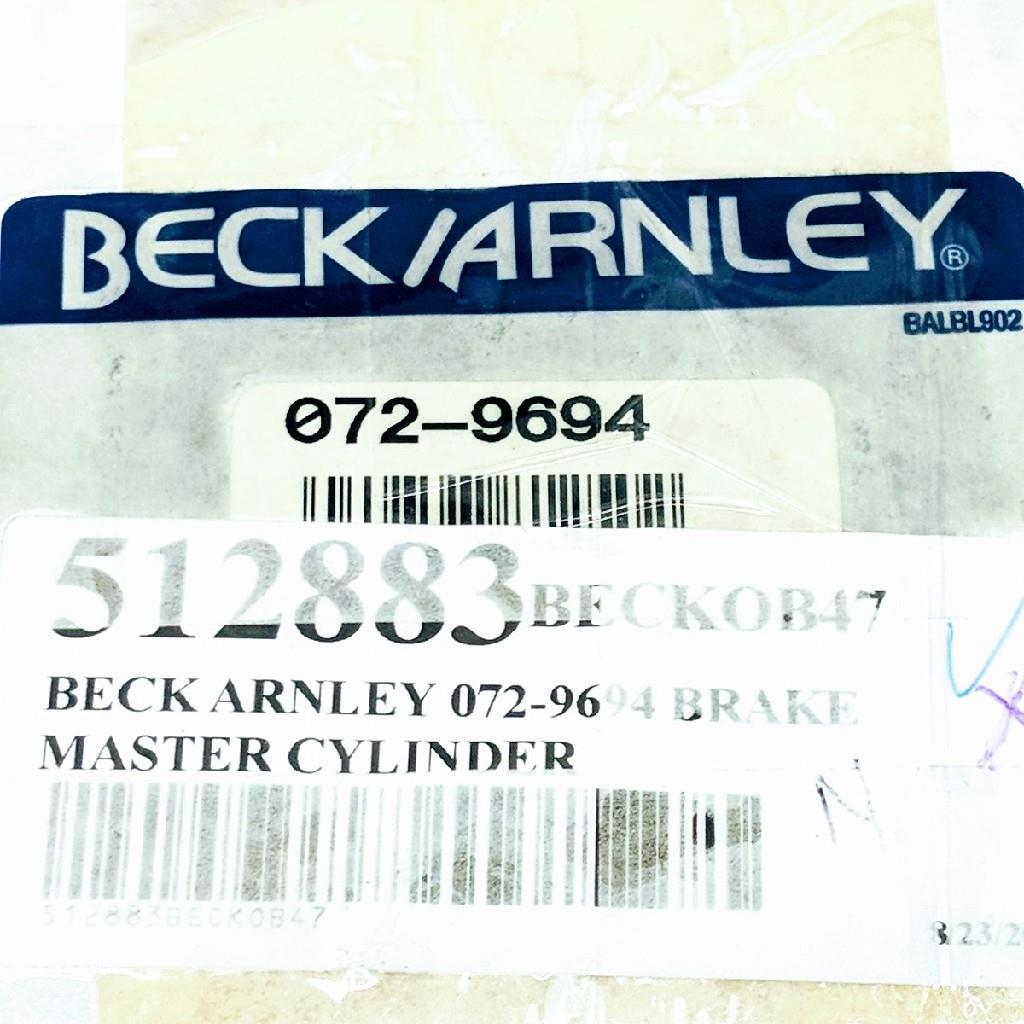 BECK/ARNLEY®
BALBL902
072-9694
512883BECKOB47
BECK ARNLEY 072-9694 BRAKE
MASTER CYLINDER
N
512883BECKOB47